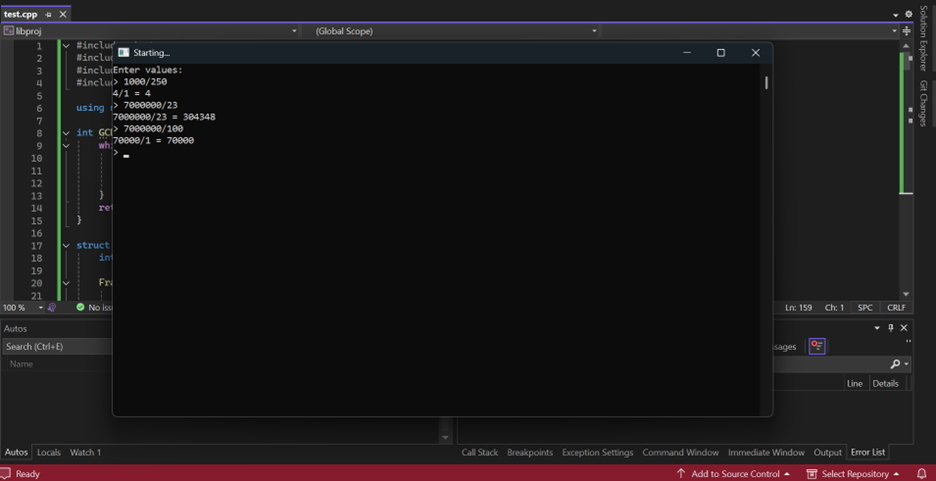 test.cpp
libproj
(Global Scope)
Solution Explorer
Git Changes
1
2
3
4
5
6
7
8
9
10
11
12
13
14
15
16
17
18
19
20
21
#inclu
#inclu
#inclu
#inclu
using
int GC
wh
}
ret
}
struct
int
Fra
Starting...
Enter values:
> 1000/250
4/1 = 4
> 7000000/23
7000000/23 = 304348
> 7000000/100
70000/1 = 70000
>
100 %
No iss
Ln: 159 Ch: 1 SPC CRLF
Autos
Search (Ctrl+E)
Name
ssages
Line Details
Autos Locals Watch 1
Call Stack Breakpoints Exception Settings Command Window Immediate Window Output Error List
Ready
Add to Source Control
Select Repository